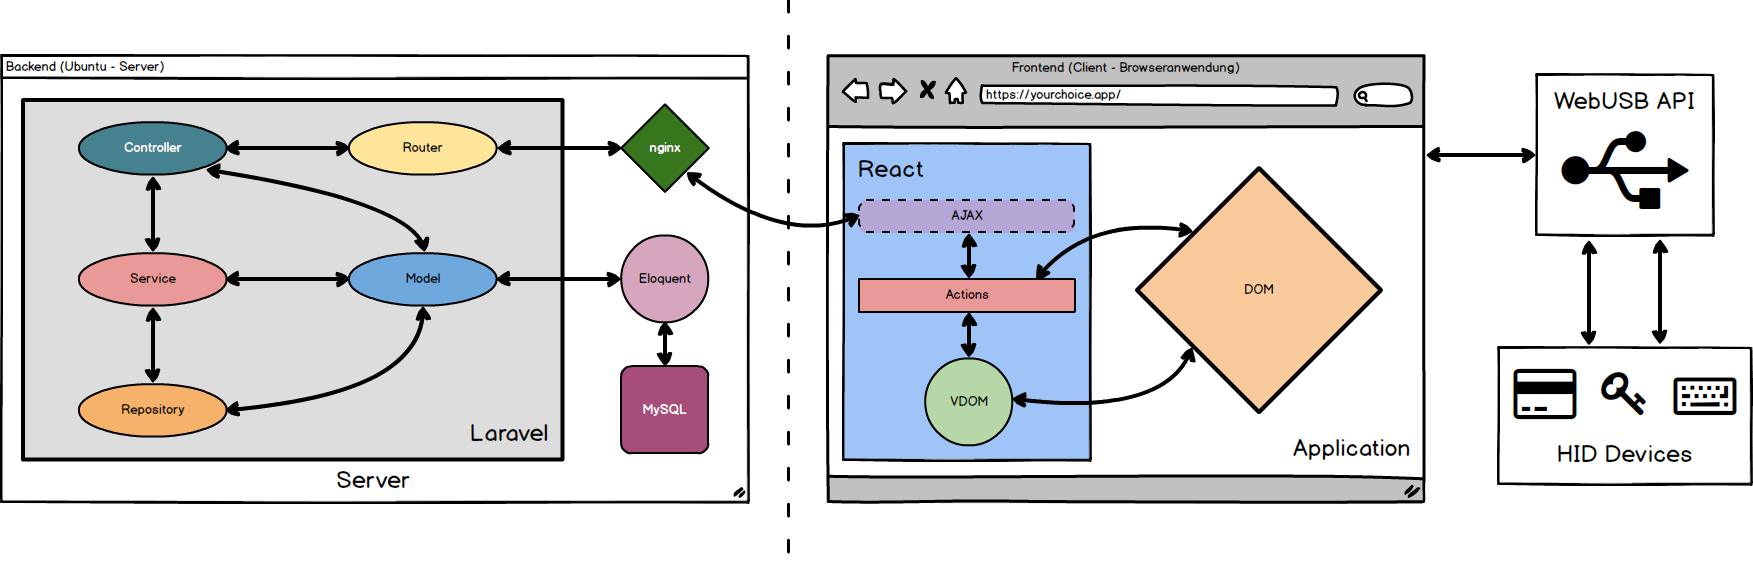 Backend (Ubuntu - Server)
Controller
Router
nginx
Service
Model
Eloquent
Repository
MySQL
Laravel
Server
Frontend (Client - Browseranwendung)
https://yourchoice.app/
React
AJAX
Actions
VDOM
DOM
Application
WebUSB API
HID Devices